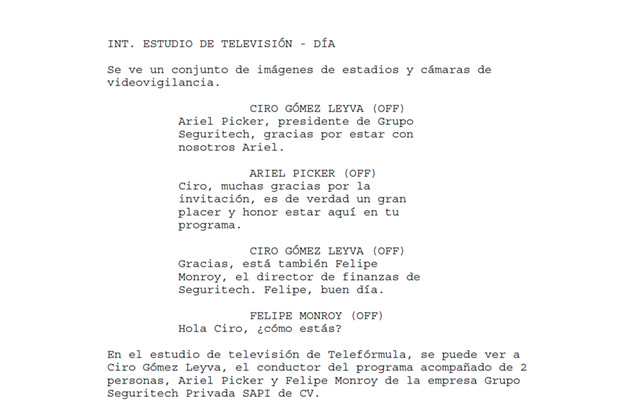 INT. ESTUDIO DE TELEVISIÓN - DÍA
Se ve un conjunto de imágenes de estadios y cámaras de
videovigilancia.
CIRO GÓMEZ LEYVA (OFF)
Ariel Picker, presidente de Grupo
Seguritech, gracias por estar con
nosotros Ariel.
ARIEL PICKER (OFF)
Ciro, muchas gracias por la
invitación, es de verdad un gran
placer y honor estar aquí en tu
programa.
CIRO GÓMEZ LEYVA (OFF)
Gracias, está también Felipe
Monroy, el director de finanzas de
Seguritech. Felipe, buen día.
FELIPE MONROY (OFF)
Hola Ciro, ¿cómo estás?
En el estudio de televisión de Telefórmula, se puede ver a
Ciro Gómez Leyva, el conductor del programa acompañado de 2
personas, Ariel Picker y Felipe Monroy de la empresa Grupo
Seguritech Privada SAPI de CV.